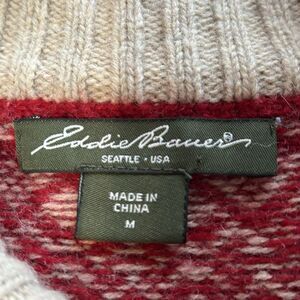 Eddie Bauer®
SEATTLE • USA
MADE IN
CHINA
M